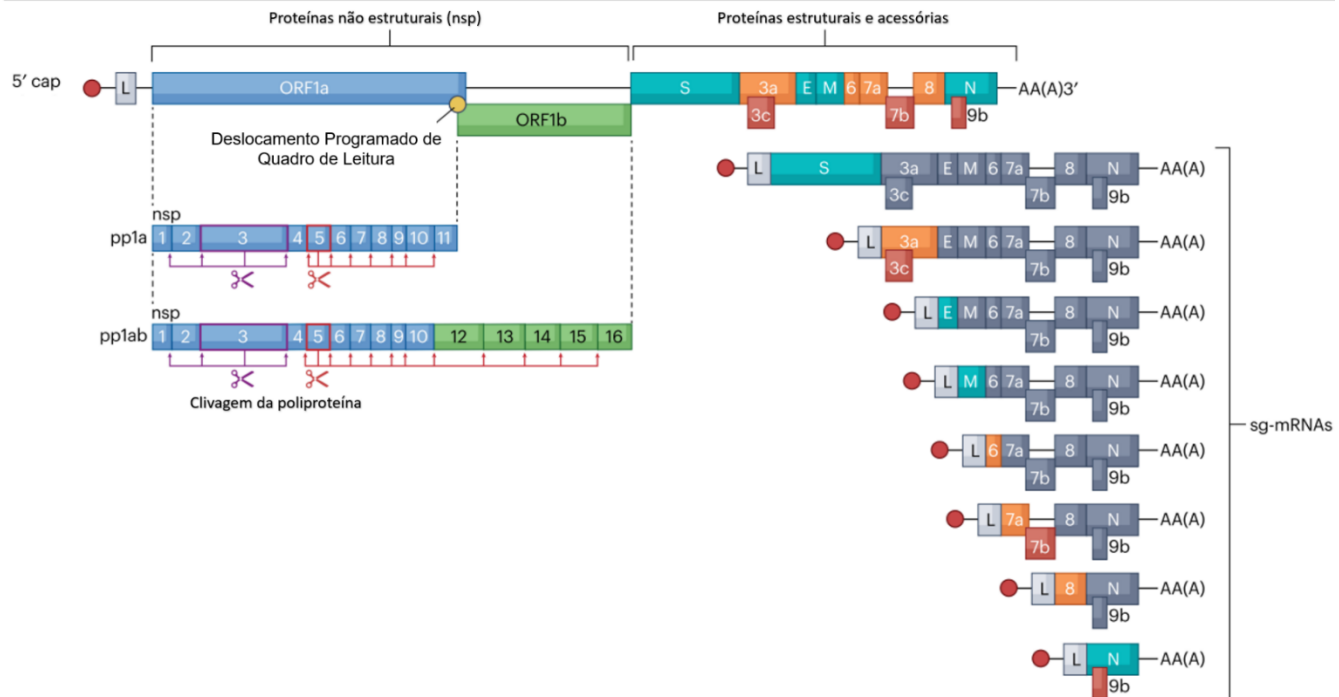 Proteínas não estruturais (nsp)
Proteínas estruturais e acessórias
5′ cap
L
ORF1a
S
3a
E
M
6
7a
8
N
AA(A)3′
3c
7b
9b
ORF1b
Deslocamento Programado de
Quadro de Leitura
L S 3a E M 6 7a 8 N AA(A)
3c 7b 9b
nsp
pp1a 1 2 3 4 5 6 7 8 9 10 11
L 3a E M 6 7a 8 N AA(A)
3c 7b 9b
nsp
pp1ab 1 2 3 4 5 6 7 8 9 10 12 13 14 15 16
Clivagem da poliproteína
L E M 6 7a 8 N AA(A)
7b 9b
L M 6 7a 8 N AA(A)
7b 9b
sg-mRNAs
L 6 7a 8 N AA(A)
7b 9b
L 7a 8 N AA(A)
7b 9b
L 8 N AA(A)
9b
L N AA(A)
9b